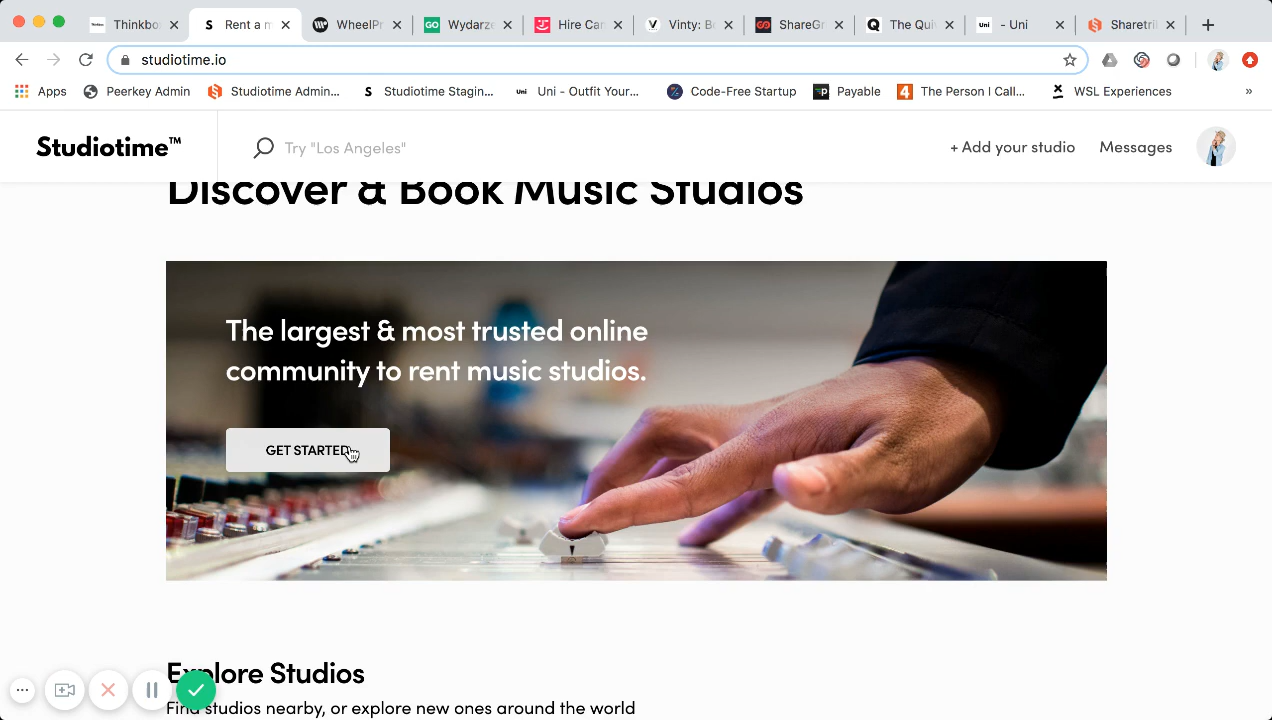 Thinkbo
Rent a m
WheelPr
Wydarze
Hire Car
Vinty: B
ShareGr
The Qui
- Uni
Sharetri
studiotime.io
Apps
Peerkey Admin
Studiotime Admin...
Studiotime Stagin...
Uni - Outfit Your...
Code-Free Startup
Payable
The Person I Call...
WSL Experiences
»
Studiotime™
Try "Los Angeles"
+ Add your studio
Messages
Discover & Book Music Studios
The largest & most trusted online
community to rent music studios.
GET STARTED
Explore Studios
Find studios nearby, or explore new ones around the world